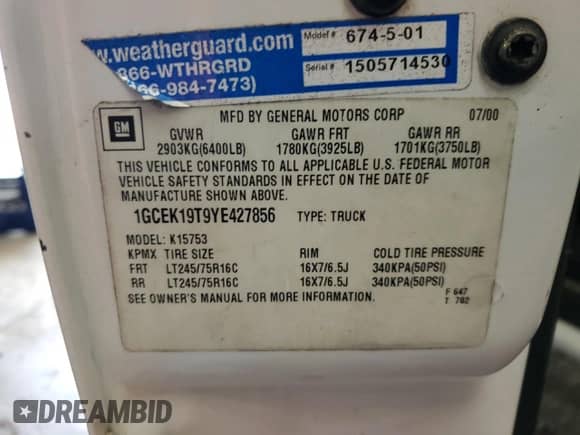 w.weatherguard.com
866-WTHRGRD
66-984-7473)
Model # 674-5-01
Serial # 1505714530
GM
MFD BY GENERAL MOTORS CORP 07/00
GVWR GAWR FRT GAWR RR
2903KG(6400LB) 1780KG(3925LB) 1701KG(3750LB)
THIS VEHICLE CONFORMS TO ALL APPLICABLE U.S. FEDERAL MOTOR
VEHICLE SAFETY STANDARDS IN EFFECT ON THE DATE OF
MANUFACTURE SHOWN ABOVE.
1GCEK19T9YE427856 TYPE: TRUCK
MODEL: K15753
KPMX TIRE SIZE RIM COLD TIRE PRESSURE
FRT LT245/75R16C 16X7/6.5J 340KPA(50PSI)
RR LT245/75R16C 16X7/6.5J 340KPA(50PSI)
SEE OWNER'S MANUAL FOR MORE INFORMATION. F 647
T 702
DREAMBID